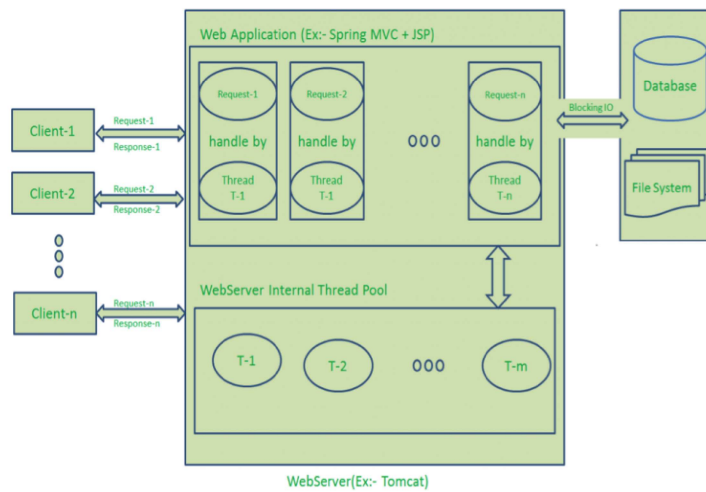 Web Application (Ex:- Spring MVC + JSP)
Request-1
handle by
Thread
T-1
Request-2
handle by
Thread
T-1
ooo
Request-n
handle by
Thread
T-n
Client-1
Request-1
Response-1
Client-2
Request-2
Response-2
Client-n
Request-n
Response-n
Blocking IO
Database
File System
WebServer Internal Thread Pool
T-1
T-2
ooo
T-m
WebServer(Ex:- Tomcat)